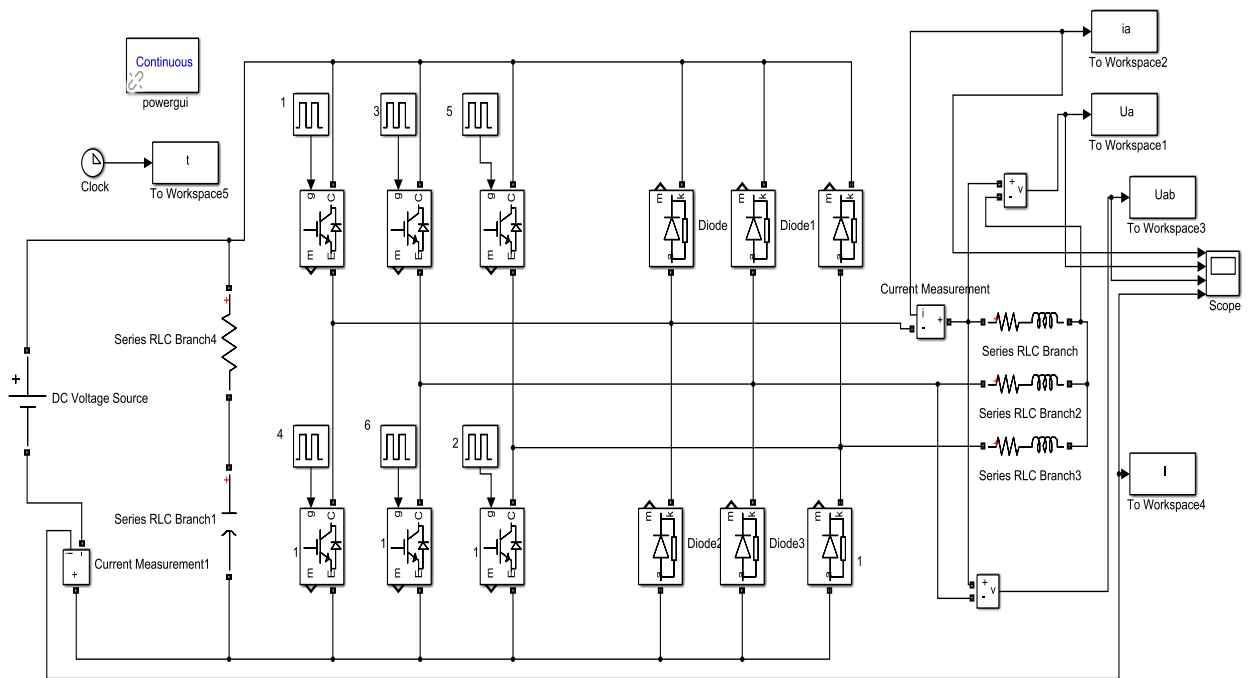 ia
To Workspace2
Continuous
powergui
1
3
5
Ua
To Workspace1
t
Clock
To Workspace5
g C
g C
g C
m E
m E
m E
m k
m k
m k
a
a
a
Diode
Diode1
+
-
v
Uab
To Workspace3
Scope
Current Measurement
i
+
-
+
Series RLC Branch
+
Series RLC Branch2
+
Series RLC Branch3
+
Series RLC Branch4
+
DC Voltage Source
4
6
2
g C
g C
g C
m E
m E
m E
1
1
1
m k
m k
m k
a
a
a
Diode2
Diode3
1
I
To Workspace4
+
Series RLC Branch1
i
-
+
Current Measurement1
+
-
v